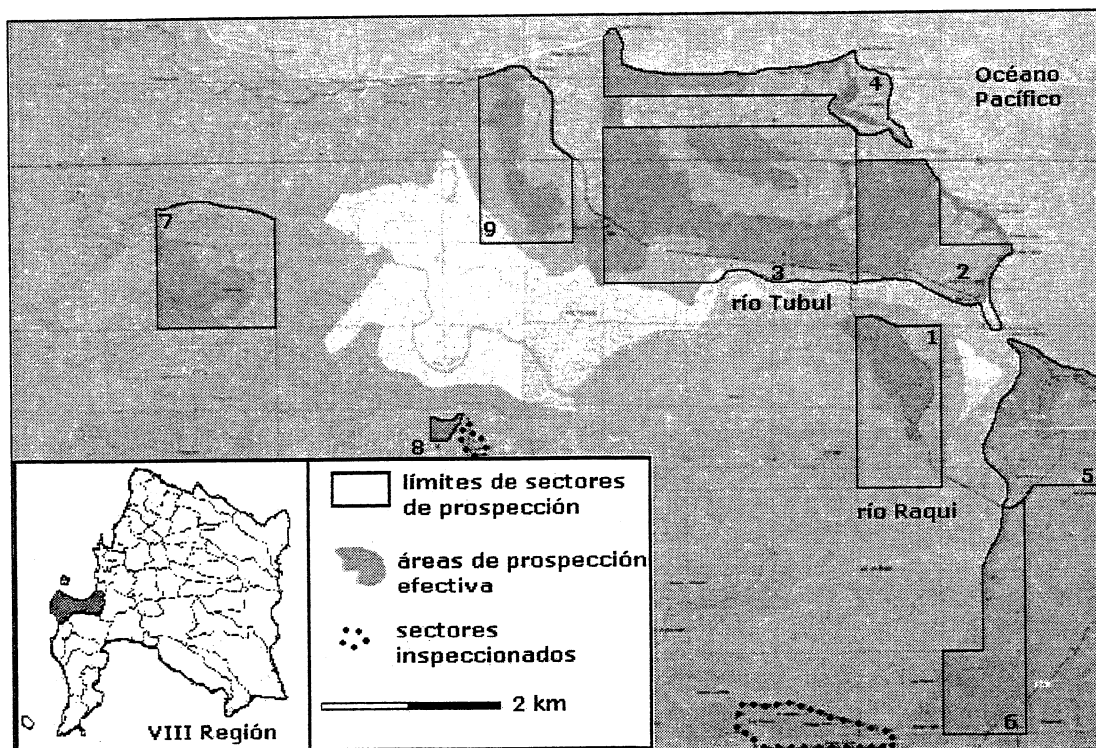 4
Océano
Pacífico
7
9
3
2
río Tubul
1
8
5
río Raqui
6
límites de sectores
de prospección
áreas de prospección
efectiva
sectores
inspeccionados
2 km
VIII Región